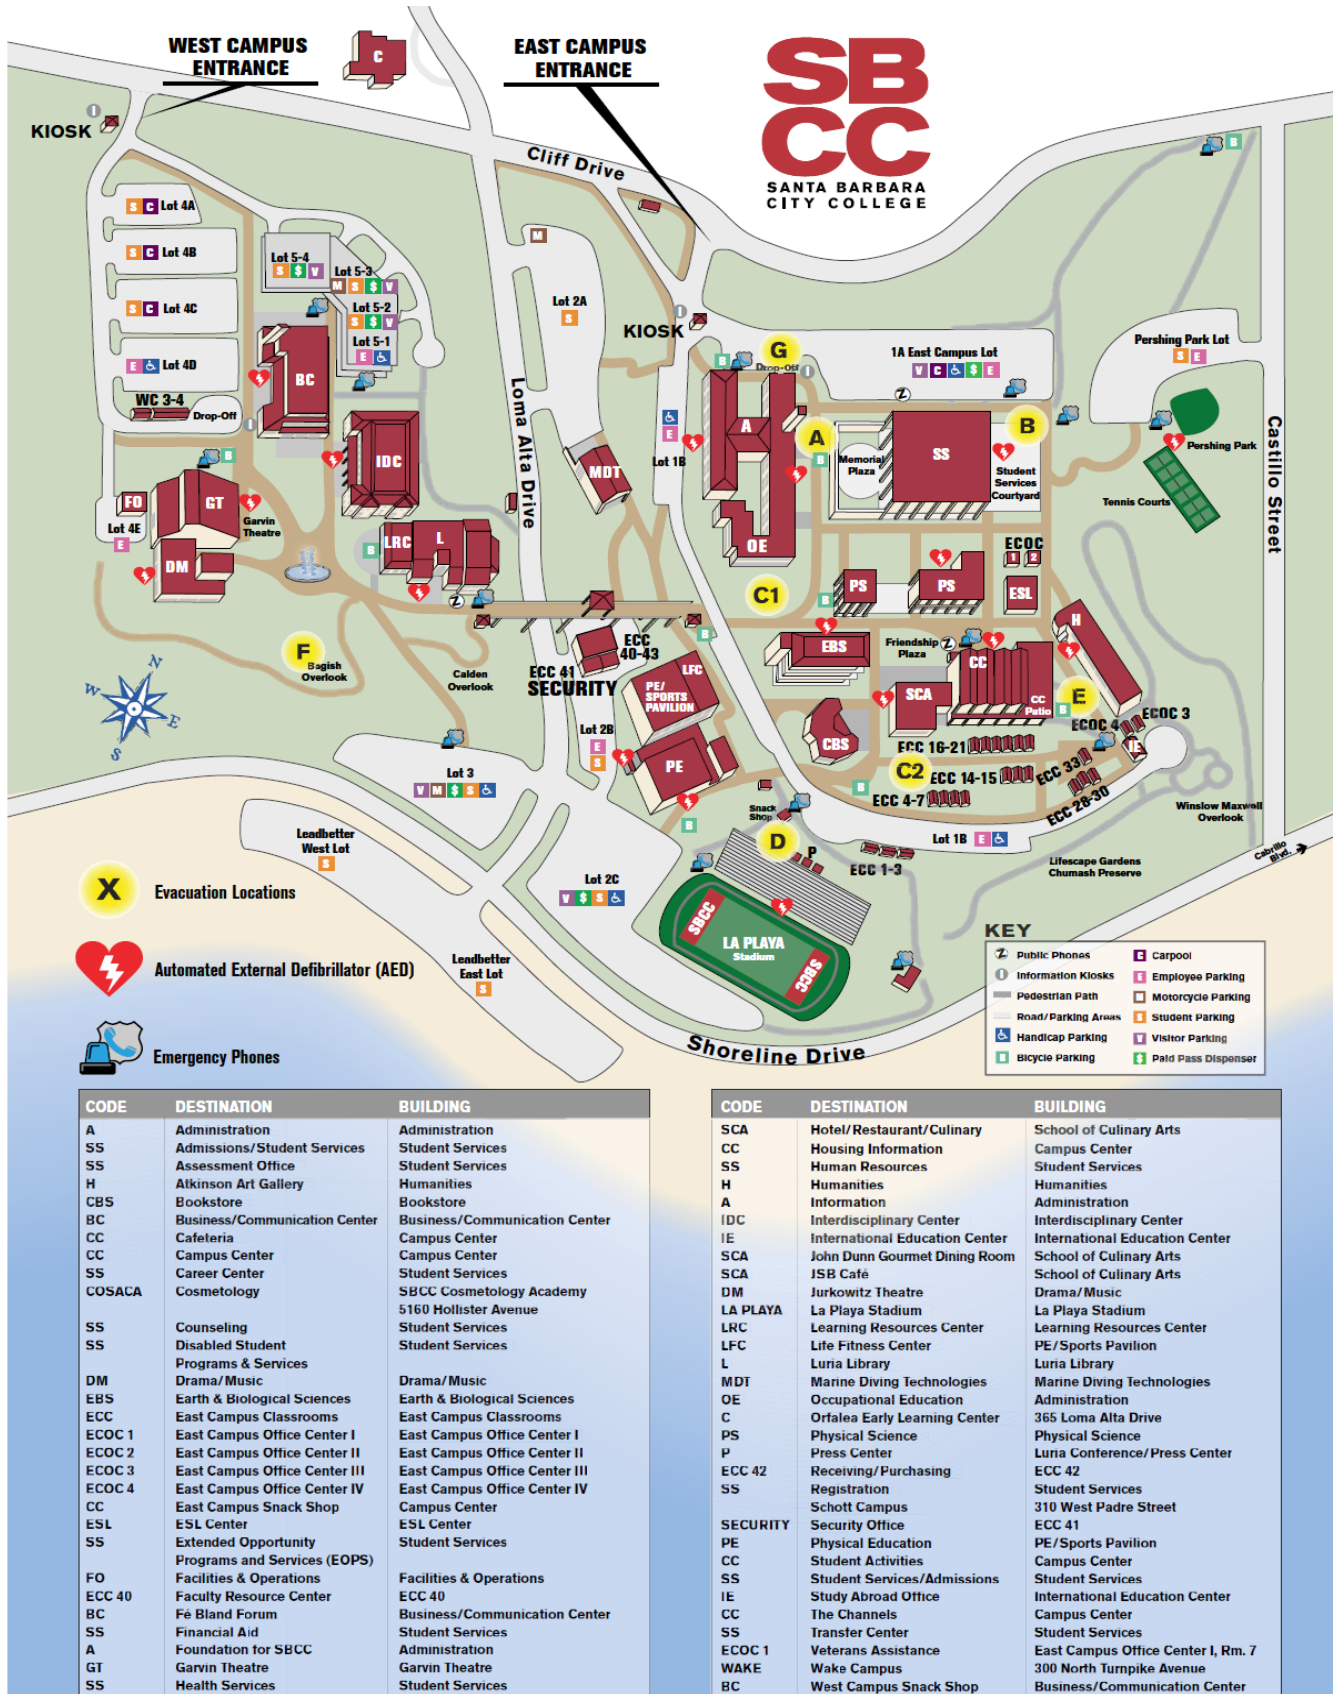 WEST CAMPUS
ENTRANCE
C
EAST CAMPUS
ENTRANCE
SB
CC
SANTA BARBARA
CITY COLLEGE
I
KIOSK
Cliff Drive
B
S C Lot 4A
M
S C Lot 4B
Lot 5-4
S $ V
Lot 5-3
M S $ V
S C Lot 4C
Lot 5-2
S $ V
Lot 2A
S
I
KIOSK
Lot 5-1
E
E Lot 4D
BC
WC 3-4
Drop-Off
I
B
G
Drop-Off
I
1A East Campus Lot
V C $ E
Pershing Park Lot
S E
Loma Alta Drive
E
Lot 1B
A
A
B
B
Memorial
Plaza
SS
Student
Services
Courtyard
Pershing Park
Tennis Courts
Castillo Street
B
IDC
MDT
FO
GT
Lot 4E
E
Garvin
Theatre
DM
B
LRC
L
OE
ECOC
1 2
PS
PS
ESL
C1
B
H
F
Bagish
Overlook
Calden
Overlook
ECC
40-43
ECC 41
SECURITY
B
EBS
Friendship
Plaza
CC
LFC
PE/
SPORTS
PAVILION
SCA
CC
Patio
E
B
N
W
E
S
ECOC 4
ECOC 3
IE
Lot 2B
E
S
CBS
ECC 16-21
PE
C2
ECC 14-15
ECC 33
ECC 4-7
ECC 28-30
B
Lot 3
V M $ S
B
Snack
Shop
D
P
Lot 1B E
ECC 1-3
Winslow Maxwell
Overlook
Cabrillo
Blvd.
Lifescape Gardens
Chumash Preserve
Leadbetter
West Lot
S
Lot 2C
V $ S
X
Evacuation Locations
SBCC
LA PLAYA
Stadium
SBCC
Automated External Defibrillator (AED)
Leadbetter
East Lot
S
Emergency Phones
Shoreline Drive
KEY
Public Phones
C Carpool
I Information Kiosks
E Employee Parking
Pedestrian Path
Motorcycle Parking
Road/Parking Areas
S Student Parking
Handicap Parking
V Visitor Parking
B Bicycle Parking
$ Paid Pass Dispenser
CODE DESTINATION BUILDING
A Administration Administration
SS Admissions/Student Services Student Services
SS Assessment Office Student Services
H Atkinson Art Gallery Humanities
CBS Bookstore Bookstore
BC Business/Communication Center Business/Communication Center
CC Cafeteria Campus Center
CC Campus Center Campus Center
SS Career Center Student Services
COSACA Cosmetology SBCC Cosmetology Academy
5160 Hollister Avenue
SS Counseling Student Services
SS Disabled Student Student Services
Programs & Services
DM Drama/Music Drama/Music
EBS Earth & Biological Sciences Earth & Biological Sciences
ECC East Campus Classrooms East Campus Classrooms
ECOC 1 East Campus Office Center I East Campus Office Center I
ECOC 2 East Campus Office Center II East Campus Office Center II
ECOC 3 East Campus Office Center III East Campus Office Center III
ECOC 4 East Campus Office Center IV East Campus Office Center IV
CC East Campus Snack Shop Campus Center
ESL ESL Center ESL Center
SS Extended Opportunity Student Services
Programs and Services (EOPS)
FO Facilities & Operations Facilities & Operations
ECC 40 Faculty Resource Center ECC 40
BC Fé Bland Forum Business/Communication Center
SS Financial Aid Student Services
A Foundation for SBCC Administration
GT Garvin Theatre Garvin Theatre
SS Health Services Student Services
CODE DESTINATION BUILDING
SCA Hotel/Restaurant/Culinary School of Culinary Arts
CC Housing Information Campus Center
SS Human Resources Student Services
H Humanities Humanities
A Information Administration
IDC Interdisciplinary Center Interdisciplinary Center
IE International Education Center International Education Center
SCA John Dunn Gourmet Dining Room School of Culinary Arts
SCA JSB Café School of Culinary Arts
DM Jurkowitz Theatre Drama/Music
LA PLAYA La Playa Stadium La Playa Stadium
LRC Learning Resources Center Learning Resources Center
LFC Life Fitness Center PE/Sports Pavilion
L Luria Library Luria Library
MDT Marine Diving Technologies Marine Diving Technologies
OE Occupational Education Administration
C Orfalea Early Learning Center 365 Loma Alta Drive
PS Physical Science Physical Science
P Press Center Luria Conference/Press Center
ECC 42 Receiving/Purchasing ECC 42
SS Registration Student Services
Schott Campus 310 West Padre Street
SECURITY Security Office ECC 41
PE Physical Education PE/Sports Pavilion
CC Student Activities Campus Center
SS Student Services/Admissions Student Services
IE Study Abroad Office International Education Center
CC The Channels Campus Center
SS Transfer Center Student Services
ECOC 1 Veterans Assistance East Campus Office Center I, Rm. 7
WAKE Wake Campus 300 North Turnpike Avenue
BC West Campus Snack Shop Business/Communication Center